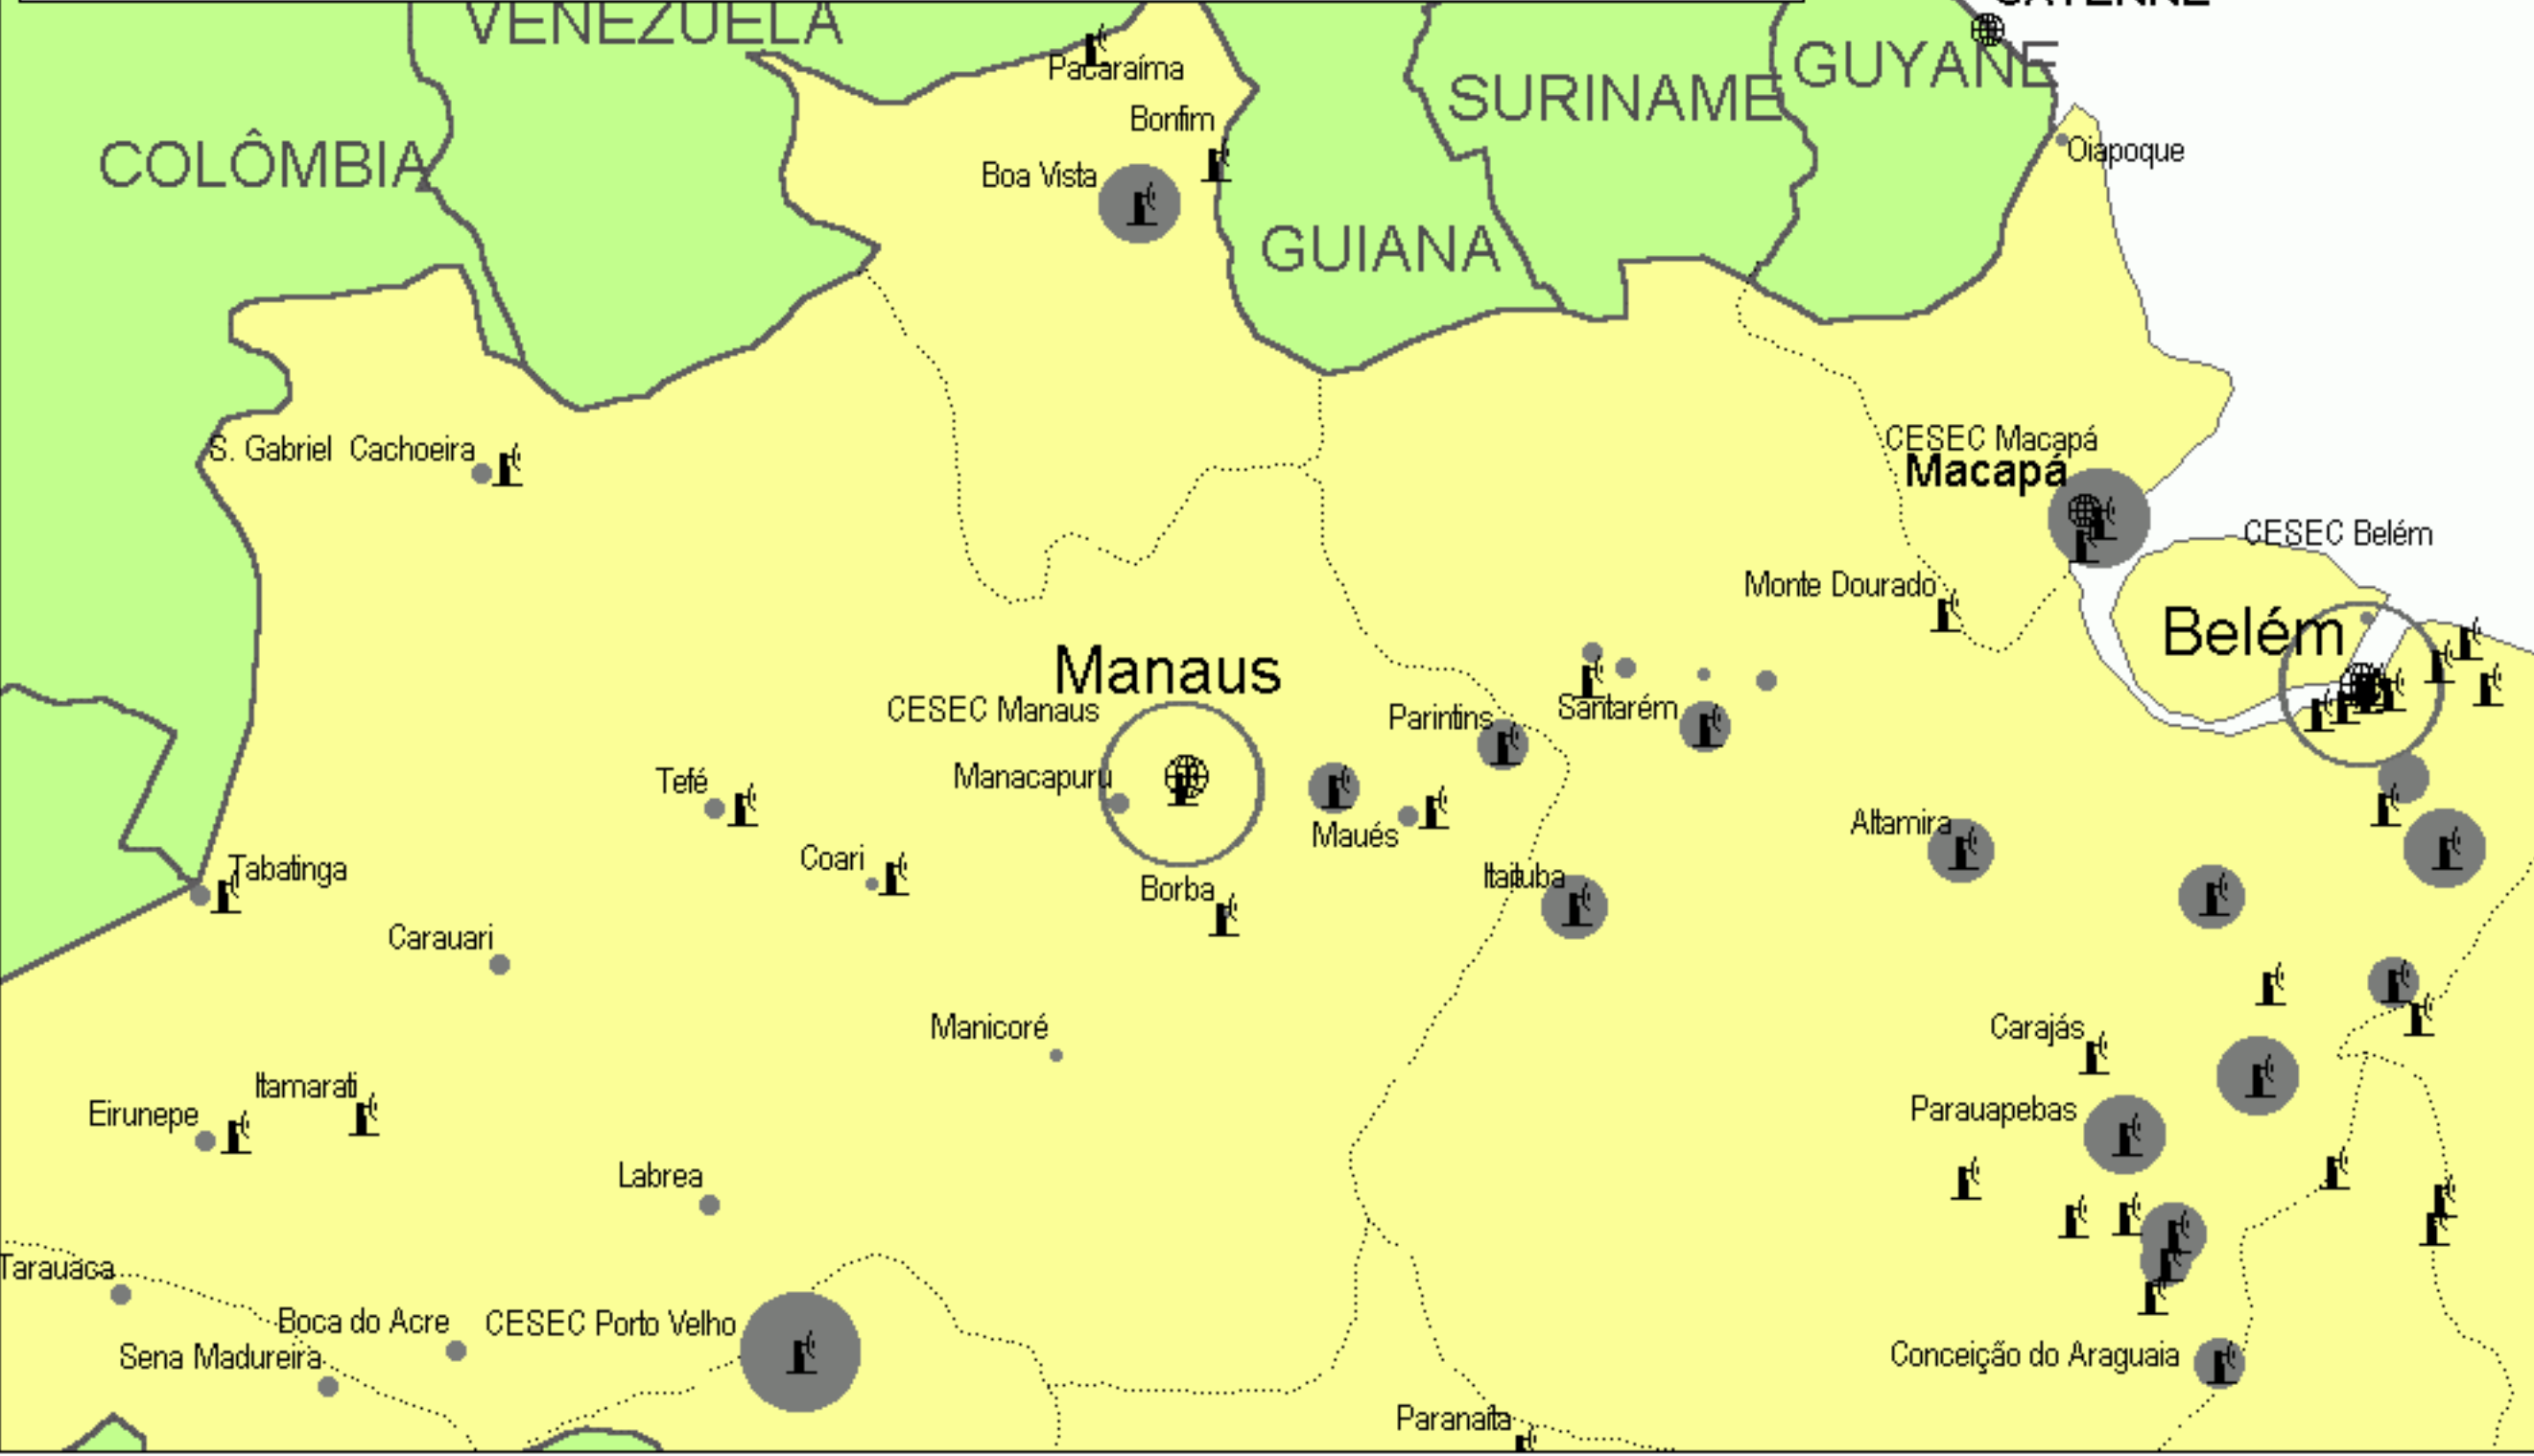 CAYENNE
VENEZUELA
Pacaraíma
GUYANE
SURINAME
Bonfim
COLÔMBIA
Oiapoque
Boa Vista
GUIANA
S. Gabriel Cachoeira
CESEC Macapá
Macapá
CESEC Belém
Monte Dourado
Belém
Manaus
CESEC Manaus
Parintins
Santarém
Tefé
Manacapuru
Maués
Altamira
Coari
Tabatinga
Borba
Itaituba
Carauari
Manicoré
Carajás
Itamarati
Eirunepe
Parauapebas
Labrea
Tarauaca
Boca do Acre
CESEC Porto Velho
Sena Madureira
Conceição do Araguaia
Paranaíta